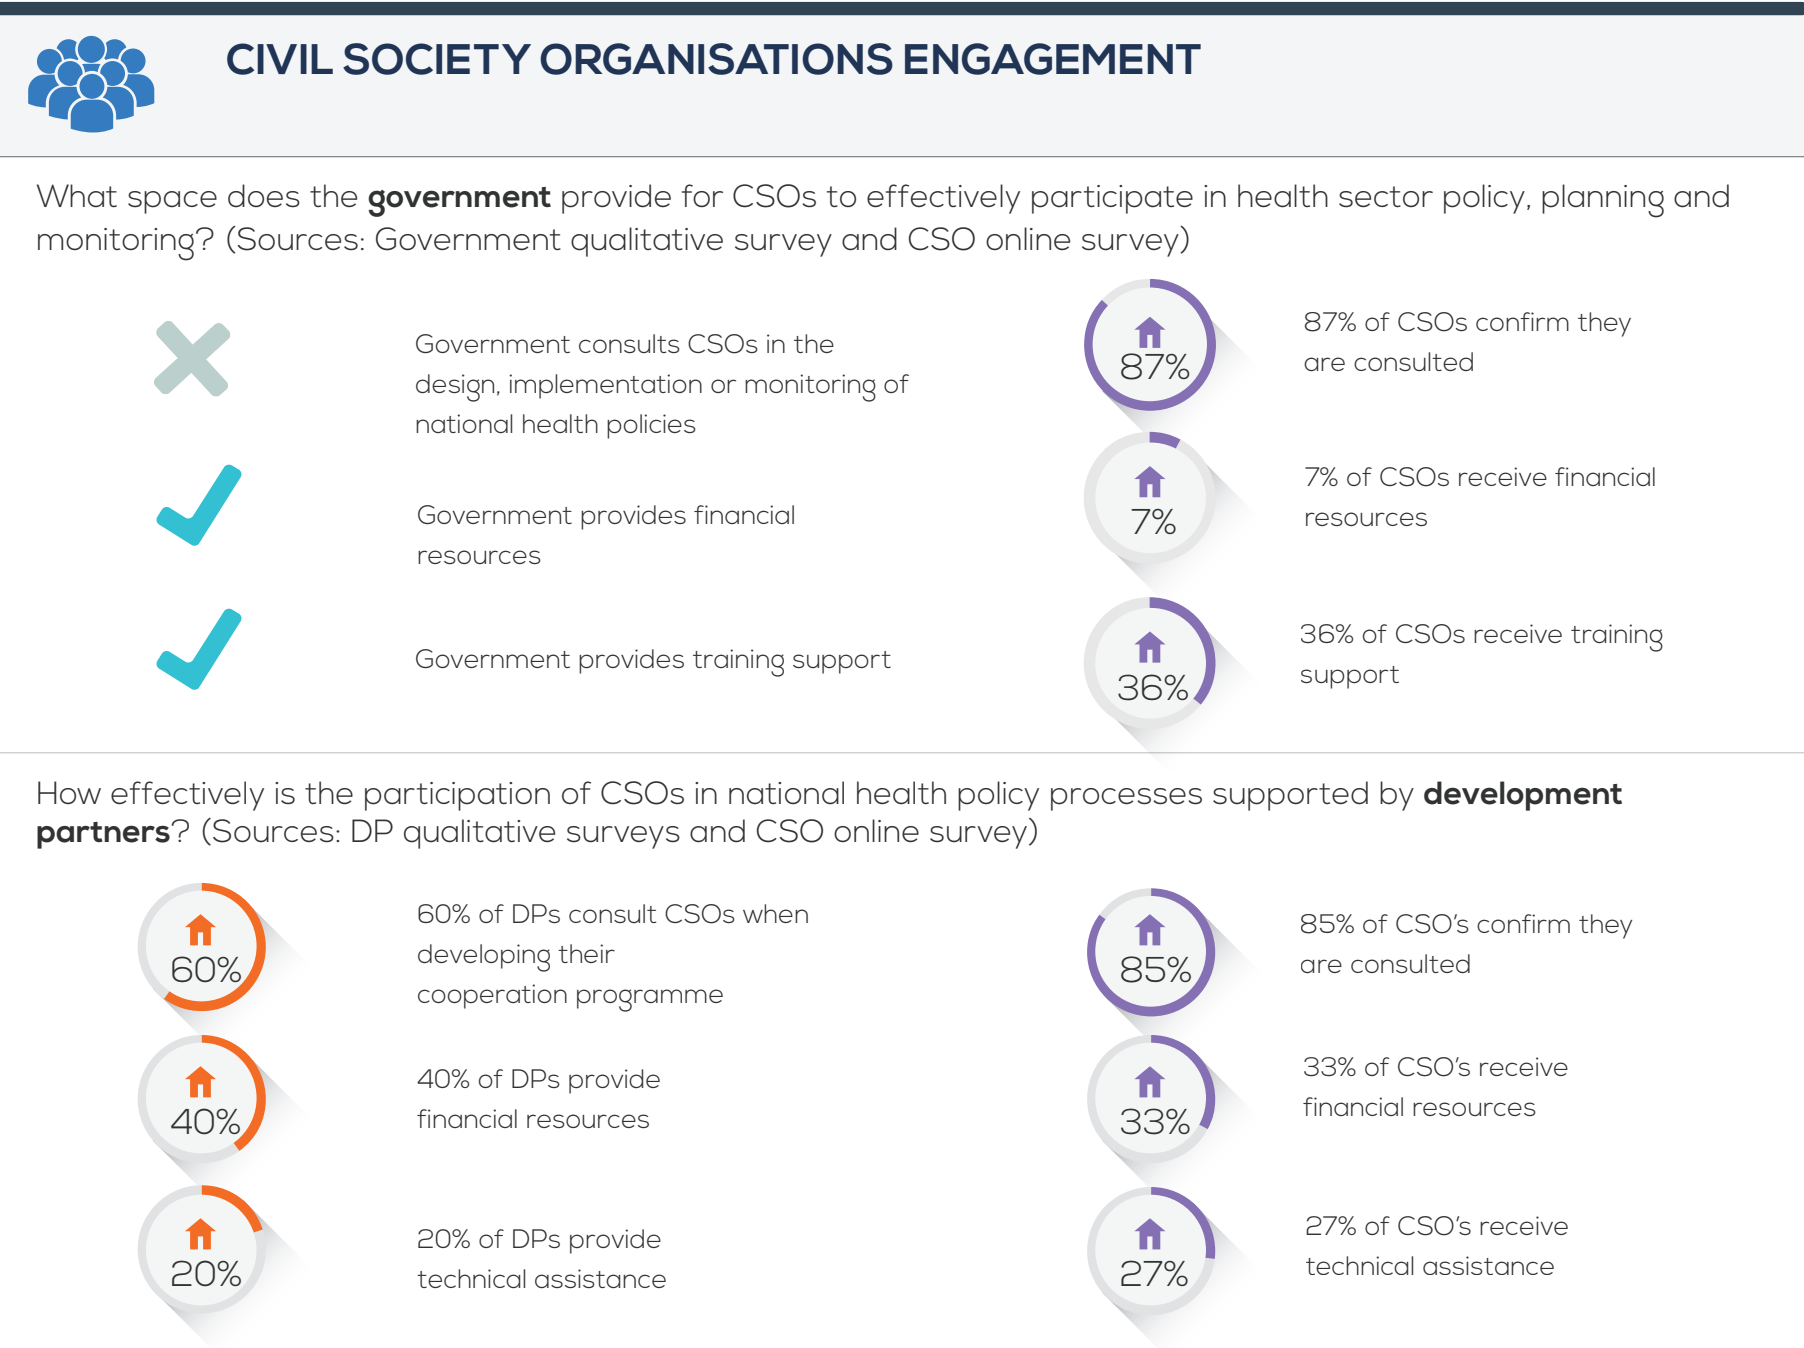 CIVIL SOCIETY ORGANISATIONS ENGAGEMENT
What space does the government provide for CSOs to effectively participate in health sector policy, planning and
monitoring? (Sources: Government qualitative survey and CSO online survey)
Government consults CSOs in the
design, implementation or monitoring of
national health policies
87%
87% of CSOs confirm they
are consulted
Government provides financial
resources
7%
7% of CSOs receive financial
resources
Government provides training support
36%
36% of CSOs receive training
support
How effectively is the participation of CSOs in national health policy processes supported by development
partners? (Sources: DP qualitative surveys and CSO online survey)
60%
60% of DPs consult CSOs when
developing their
cooperation programme
85%
85% of CSO's confirm they
are consulted
40%
40% of DPs provide
financial resources
33%
33% of CSO's receive
financial resources
20%
20% of DPs provide
technical assistance
27%
27% of CSO's receive
technical assistance